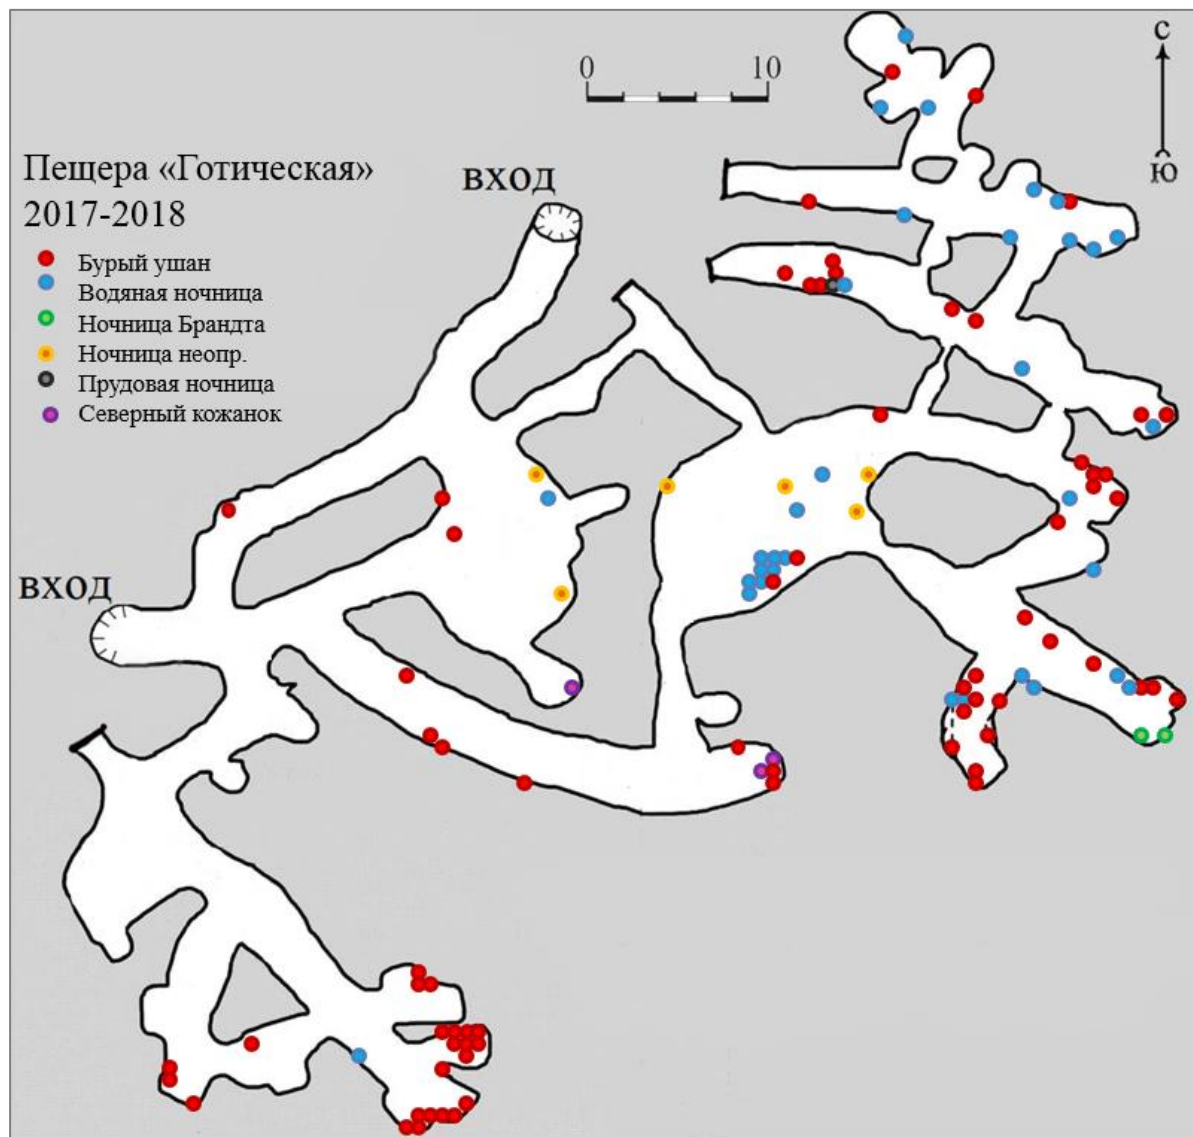 С
0 10
Ю
Пещера «Готическая»
2017-2018
ВХОД
Бурый ушан
Водяная ночница
Ночница Брандта
Ночница неопр.
Прудовая ночница
Северный кожанок
ВХОД